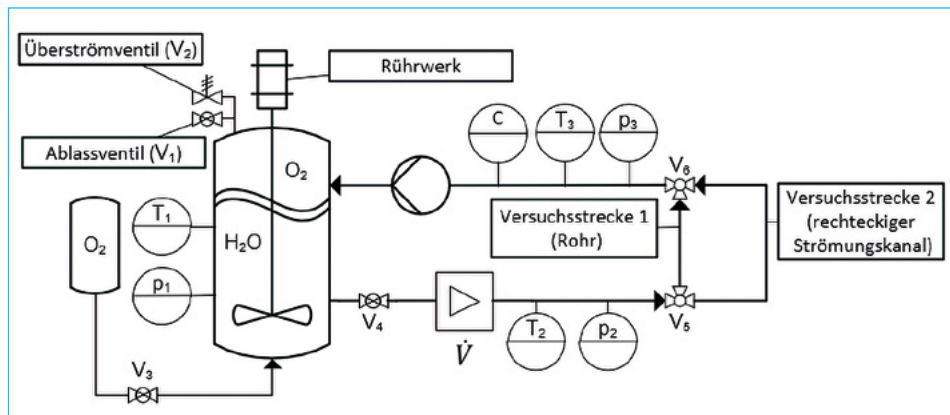 Überströmventil (V₂)
Rührwerk
Ablassventil (V₁)
C
T₃
p₃
O₂
V₆
Versuchsstrecke 1
(Rohr)
Versuchsstrecke 2
(rechteckiger
Strömungskanal)
T₁
O₂
H₂O
p₁
V₄
V̇
T₂
p₂
V₅
V₃